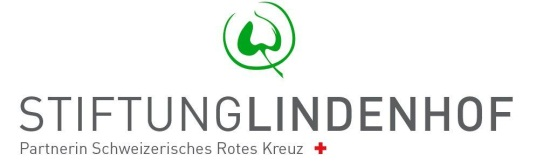 STIFTUNGLINDENHOF
Partnerin Schweizerisches Rotes Kreuz